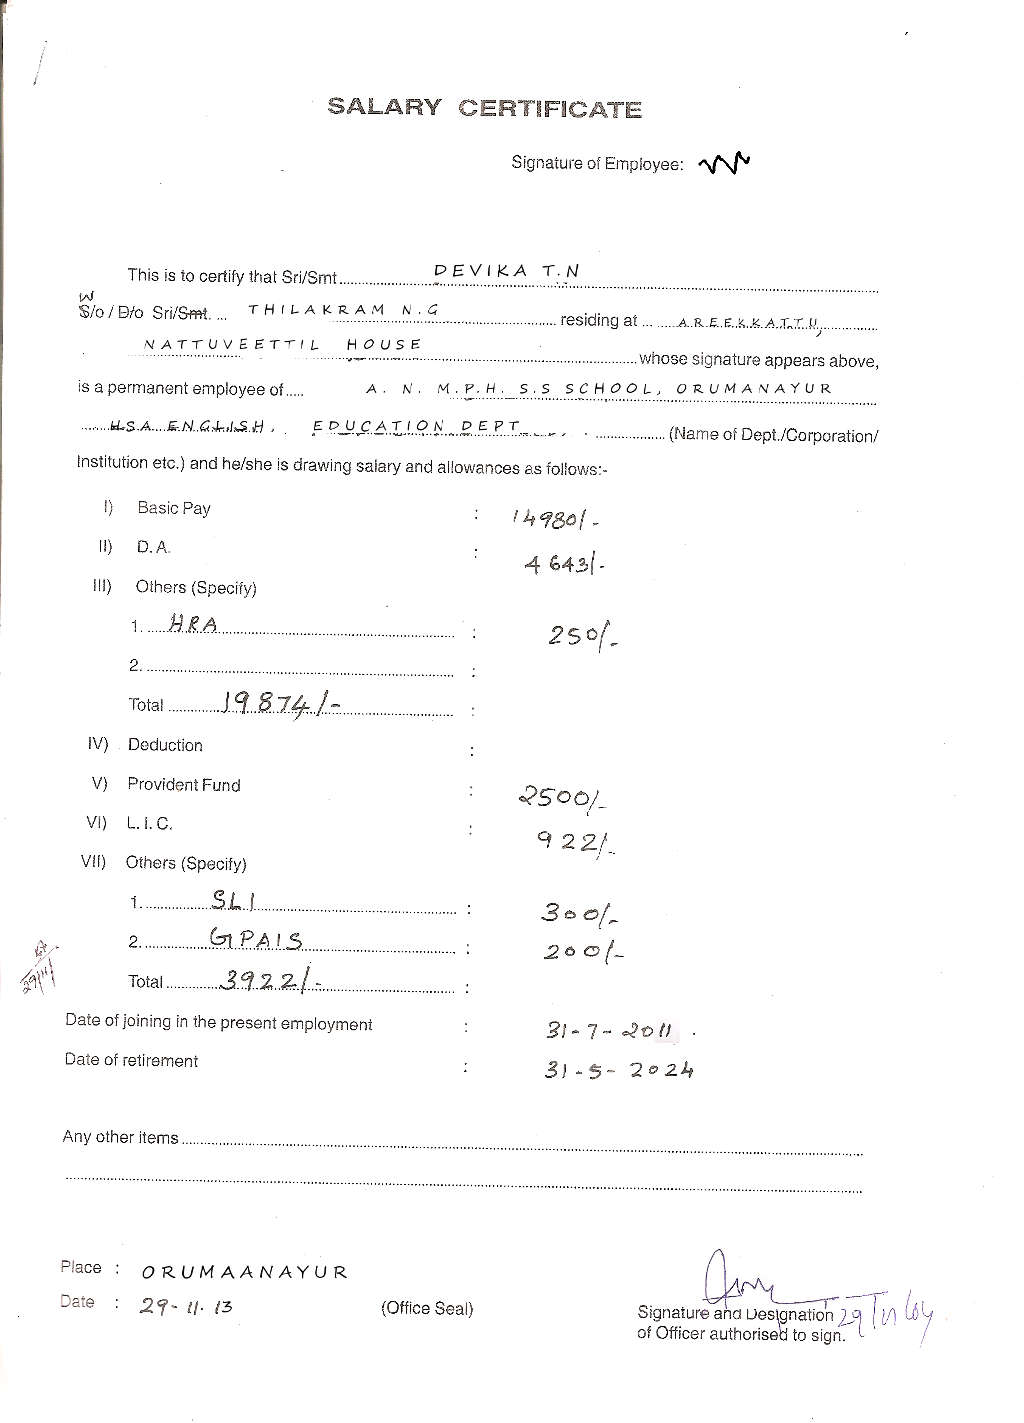 SALARY CERTIFICATE
Signature of Employee:
This is to certify that Sri/Smt. DEVIKA T.N
W
S/o / D/o Sri/Smt. THILAKRAM N.G residing at AREEKKATTU,
NATTUVEETTIL HOUSE whose signature appears above,
is a permanent employee of A. N. M.P.H. S.S SCHOOL, ORUMANAYUR
H.S.A ENGLISH. EDUCATION DEPT (Name of Dept./Corporation/
Institution etc.) and he/she is drawing salary and allowances as follows:-
I) Basic Pay : 14980/-
II) D.A. : 4643/-
III) Others (Specify)
1. HRA : 250/-
2. :
Total 19874/- :
IV) Deduction :
V) Provident Fund : 2500/-
VI) L.I.C. : 922/-
VII) Others (Specify)
1. SLI : 300/-
2. GPAIS : 200/-
Total 3922/- :
Date of joining in the present employment : 31-7-2011
Date of retirement : 31-5-2024
Any other items
Place : ORUMAANAYUR
Date : 29-11-13 (Office Seal)
Signature and Designation
of Officer authorised to sign.